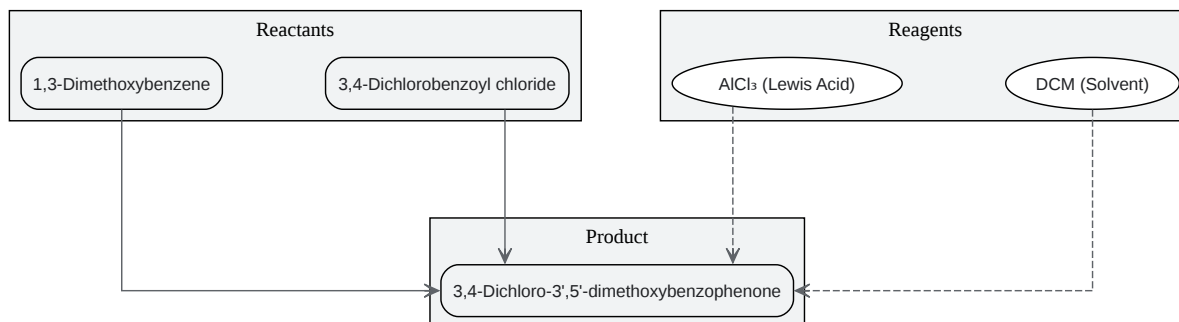 Reactants
Reagents
1,3-Dimethoxybenzene
3,4-Dichlorobenzoyl chloride
AlCl₃ (Lewis Acid)
DCM (Solvent)
Product
3,4-Dichloro-3',5'-dimethoxybenzophenone